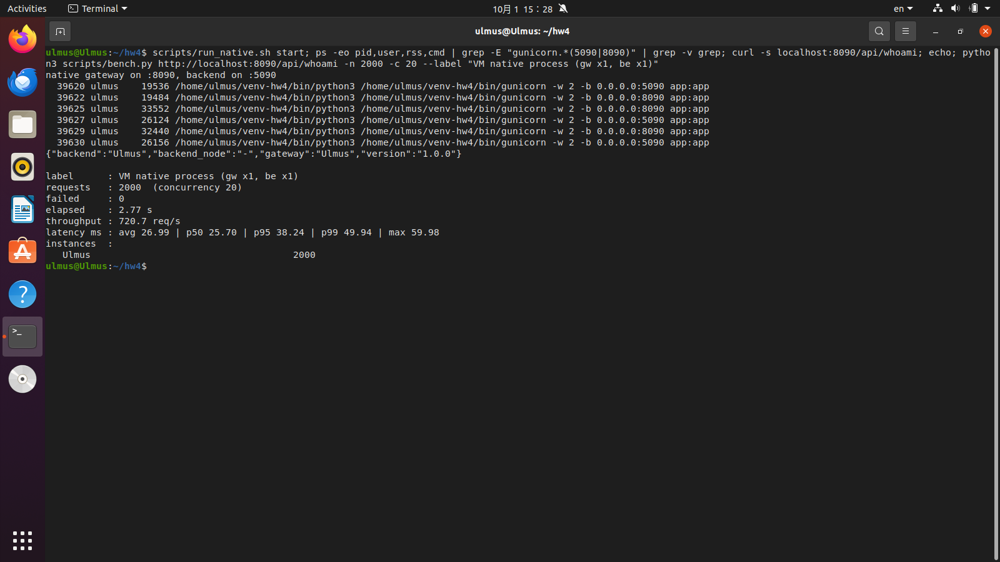 Activities
Terminal
10月 1 15：28
en
ulmus@Ulmus: ~/hw4
ulmus@Ulmus:~/hw4$ scripts/run_native.sh start; ps -eo pid,user,rss,cmd | grep -E "gunicorn.*(5090|8090)" | grep -v grep; curl -s localhost:8090/api/whoami; echo; pytho
n3 scripts/bench.py http://localhost:8090/api/whoami -n 2000 -c 20 --label "VM native process (gw x1, be x1)"
native gateway on :8090, backend on :5090
39620 ulmus    19536 /home/ulmus/venv-hw4/bin/python3 /home/ulmus/venv-hw4/bin/gunicorn -w 2 -b 0.0.0.0:5090 app:app
39622 ulmus    19484 /home/ulmus/venv-hw4/bin/python3 /home/ulmus/venv-hw4/bin/gunicorn -w 2 -b 0.0.0.0:8090 app:app
39625 ulmus    33552 /home/ulmus/venv-hw4/bin/python3 /home/ulmus/venv-hw4/bin/gunicorn -w 2 -b 0.0.0.0:8090 app:app
39627 ulmus    26124 /home/ulmus/venv-hw4/bin/python3 /home/ulmus/venv-hw4/bin/gunicorn -w 2 -b 0.0.0.0:5090 app:app
39629 ulmus    32440 /home/ulmus/venv-hw4/bin/python3 /home/ulmus/venv-hw4/bin/gunicorn -w 2 -b 0.0.0.0:8090 app:app
39630 ulmus    26156 /home/ulmus/venv-hw4/bin/python3 /home/ulmus/venv-hw4/bin/gunicorn -w 2 -b 0.0.0.0:5090 app:app
{"backend":"Ulmus","backend_node":"-","gateway":"Ulmus","version":"1.0.0"}
label      : VM native process (gw x1, be x1)
requests   : 2000  (concurrency 20)
failed     : 0
elapsed    : 2.77 s
throughput : 720.7 req/s
latency ms : avg 26.99 | p50 25.70 | p95 38.24 | p99 49.94 | max 59.98
instances  :
Ulmus                                    2000
ulmus@Ulmus:~/hw4$